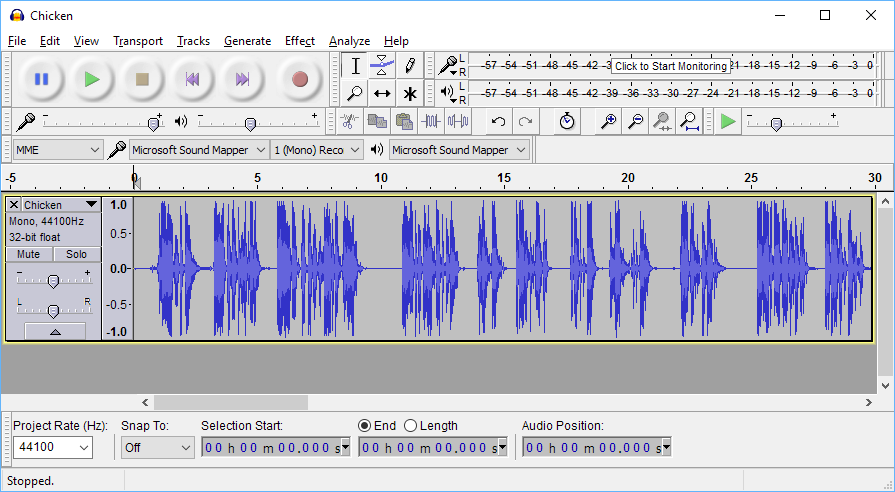 Chicken
File Edit View Transport Tracks Generate Effect Analyze Help
L
R
-57 -54 -51 -48 -45 -42 -3 Click to Start Monitoring -21 -18 -15 -12 -9 -6 -3 0
L
R
-57 -54 -51 -48 -45 -42 -39 -36 -33 -30 -27 -24 -21 -18 -15 -12 -9 -6 -3 0
- +
- +
- +
MME Microsoft Sound Mapper 1 (Mono) Reco Microsoft Sound Mapper
-5 0 5 10 15 20 25 30
Chicken
Mono, 44100Hz
32-bit float
Mute Solo
- +
L R
1.0
0.5-
0.0-
-0.5-
-1.0
Project Rate (Hz): Snap To: Selection Start: End Length Audio Position:
44100 Off 00 h 00 m 00.000 s 00 h 00 m 00.000 s 00 h 00 m 00.000 s
Stopped.